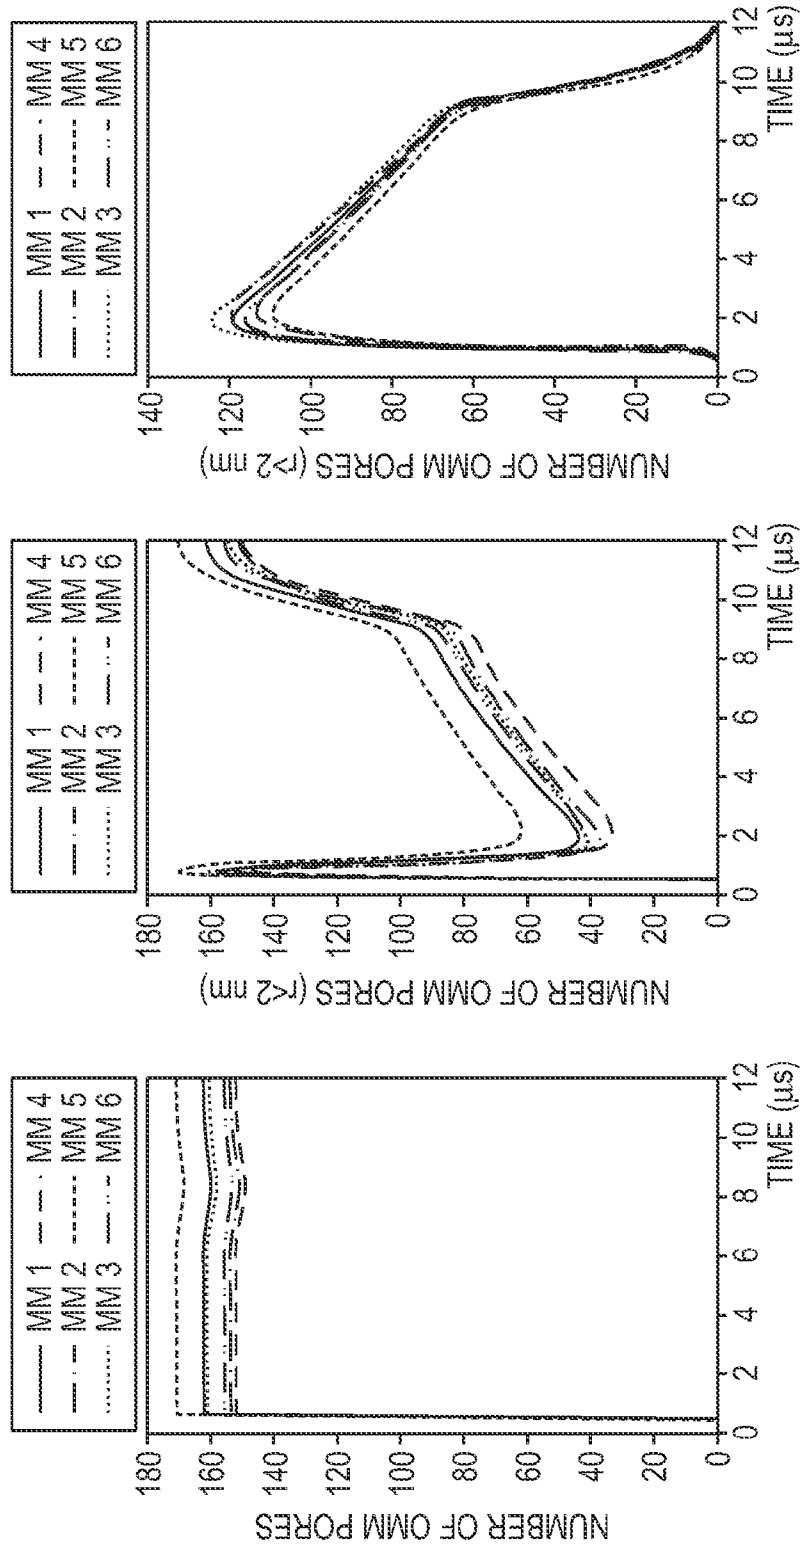 MM 1 MM 4
MM 2 MM 5
MM 3 MM 6
NUMBER OF OMM PORES
180
160
140
120
100
80
60
40
20
0
0 2 4 6 8 10 12
TIME (µs)
MM 1 MM 4
MM 2 MM 5
MM 3 MM 6
NUMBER OF OMM PORES (r<2 nm)
180
160
140
120
100
80
60
40
20
0
0 2 4 6 8 10 12
TIME (µs)
MM 1 MM 4
MM 2 MM 5
MM 3 MM 6
NUMBER OF OMM PORES (r>2 nm)
140
120
100
80
60
40
20
0
0 2 4 6 8 10 12
TIME (µs)